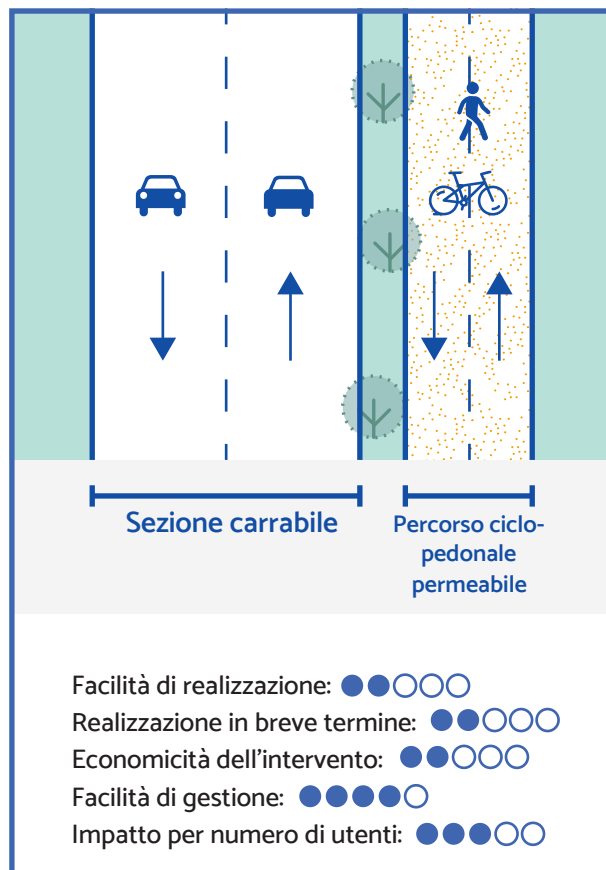 Sezione carrabile
Percorso ciclo-
pedonale
permeabile
Facilità di realizzazione:
Realizzazione in breve termine:
Economicità dell'intervento:
Facilità di gestione:
Impatto per numero di utenti: